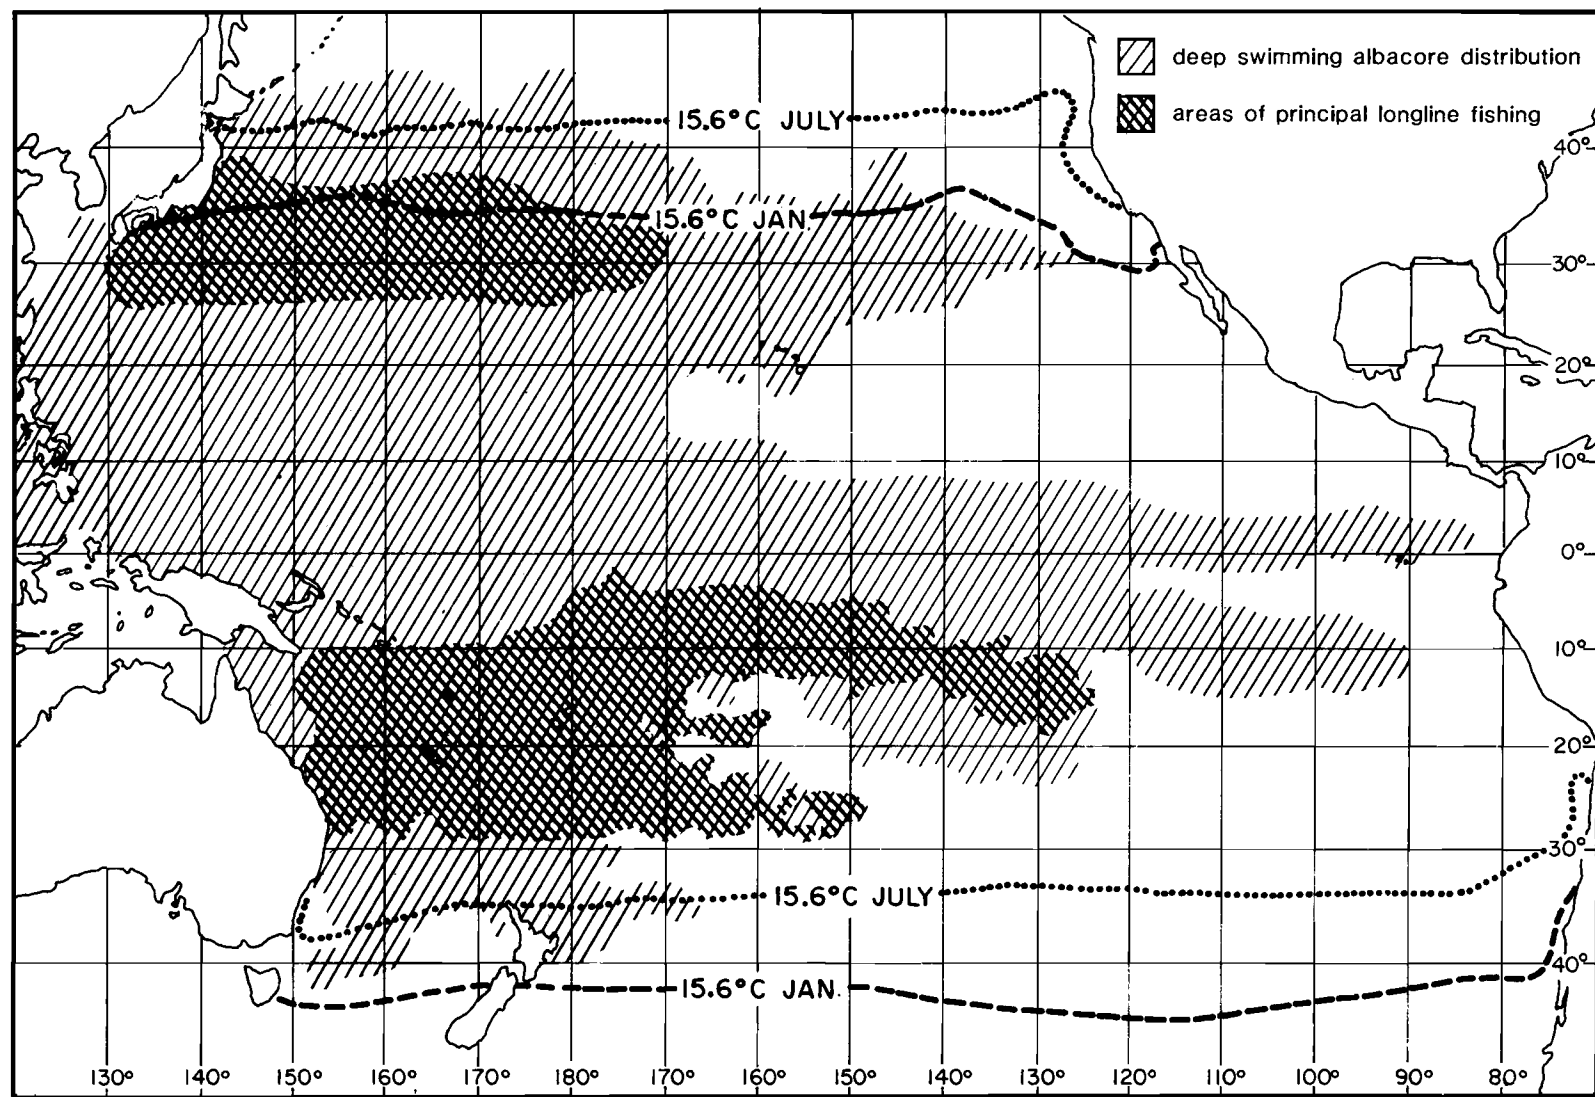 deep swimming albacore distribution
areas of principal longline fishing
15.6°C JULY
40°
15.6°C JAN.
30°
20°
10°
0°
10°
20°
30°
15.6°C JULY
40°
15.6°C JAN.
130° 140° 150° 160° 170° 180° 170° 160° 150° 140° 130° 120° 110° 100° 90° 80°